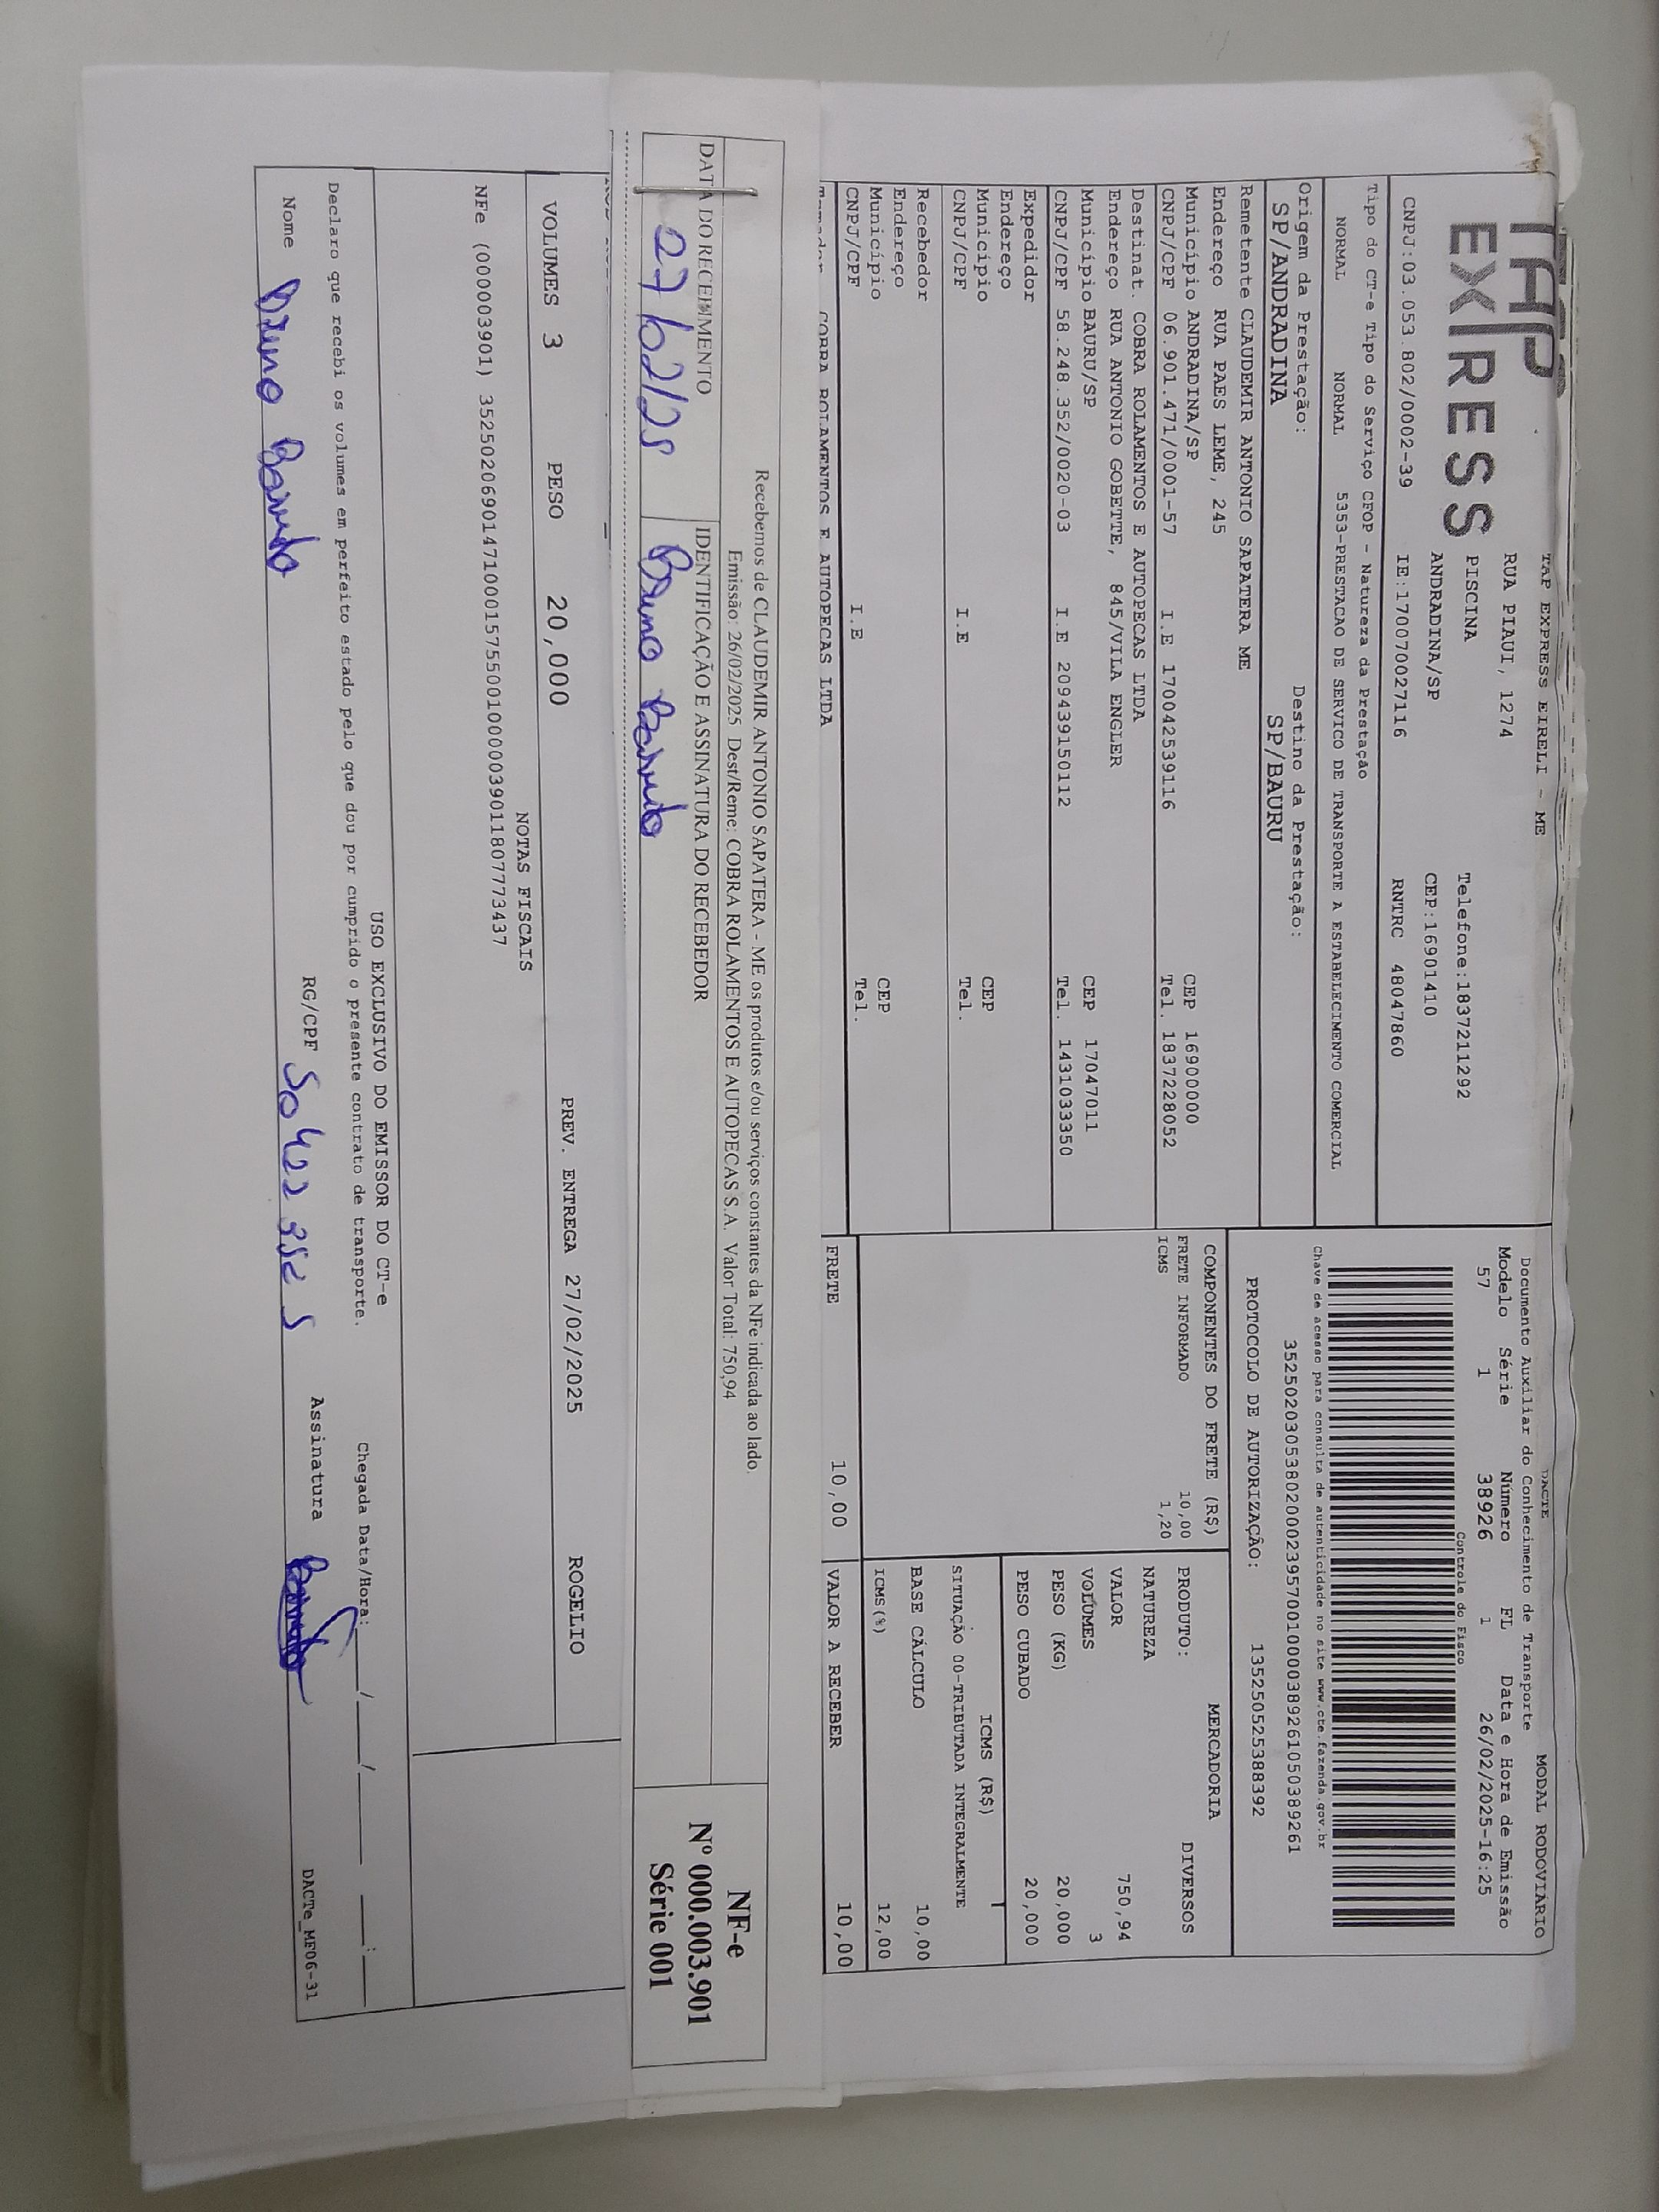 TAP
EXPRESS
TAP EXPRESS EIRELI - ME
RUA PIAUI, 1274
PISCINA
Telefone:1837211292
ANDRADINA/SP
CEP:16901410
CNPJ:03.053.802/0002-39
IE:170070027116
RNTRC 48047860
Tipo do CT-e Tipo do Serviço CFOP - Natureza da Prestação
NORMAL NORMAL 5353-PRESTACAO DE SERVICO DE TRANSPORTE A ESTABELECIMENTO COMERCIAL
Origem da Prestação: Destino da Prestação:
SP/ANDRADINA SP/BAURU
Remetente CLAUDEMIR ANTONIO SAPATERA ME
Endereço RUA PAES LEME, 245
Município ANDRADINA/SP CEP 16900000
CNPJ/CPF 06.901.471/0001-57 I.E 170042539116 Tel. 1837228052
Destinat. COBRA ROLAMENTOS E AUTOPECAS LTDA
Endereço RUA ANTONIO GOBETTE, 845/VILA ENGLER
Município BAURU/SP CEP 17047011
CNPJ/CPF 58.248.352/0020-03 I.E 209439150112 Tel. 1431033350
Expedidor
Endereço
Município CEP
CNPJ/CPF I.E Tel.
Recebedor
Endereço
Município CEP
CNPJ/CPF I.E Tel.
COBRA ROLAMENTOS E AUTOPECAS LTDA
DACTE MODAL RODOVIARIO
Documento Auxiliar do Conhecimento de Transporte
Modelo Série Número FL Data e Hora de Emissão
57 1 38926 1 26/02/2025-16:25
Controle do Fisco
35250203053802000239570010000389261050389261
Chave de acesso para consulta de autenticidade no site www.cte.fazenda.gov.br
PROTOCOLO DE AUTORIZAÇÃO: 135250525388392
COMPONENTES DO FRETE (R$)
FRETE INFORMADO 10,00
ICMS 1,20
MERCADORIA
PRODUTO: DIVERSOS
NATUREZA
VALOR 750,94
VOLUMES 3
PESO (KG) 20,000
PESO CUBADO 20,000
ICMS (R$)
SITUAÇÃO 00-TRIBUTADA INTEGRALMENTE
BASE CÁLCULO 10,00
ICMS(%) 12,00
FRETE 10,00
VALOR A RECEBER 10,00
Recebemos de CLAUDEMIR ANTONIO SAPATERA - ME os produtos e/ou serviços constantes da NFe indicada ao lado.
Emissão: 26/02/2025 Dest/Reme: COBRA ROLAMENTOS E AUTOPECAS S.A. Valor Total: 750,94
DATA DO RECEBIMENTO
IDENTIFICAÇÃO E ASSINATURA DO RECEBEDOR
27/02/25
Bruno
NF-e
Nº 000.003.901
Série 001
VOLUMES 3 PESO 20,000 PREV. ENTREGA 27/02/2025 ROGELIO
NOTAS FISCAIS
NFe (000003901) 35250206901471000157550010000039011807773437
USO EXCLUSIVO DO EMISSOR DO CT-e
Declaro que recebi os volumes em perfeito estado pelo que dou por cumprido o presente contrato de transporte.
Chegada Data/Hora: __/__/__ __:__
Nome Bruno
RG/CPF
Assinatura
DACTe_MF06-31